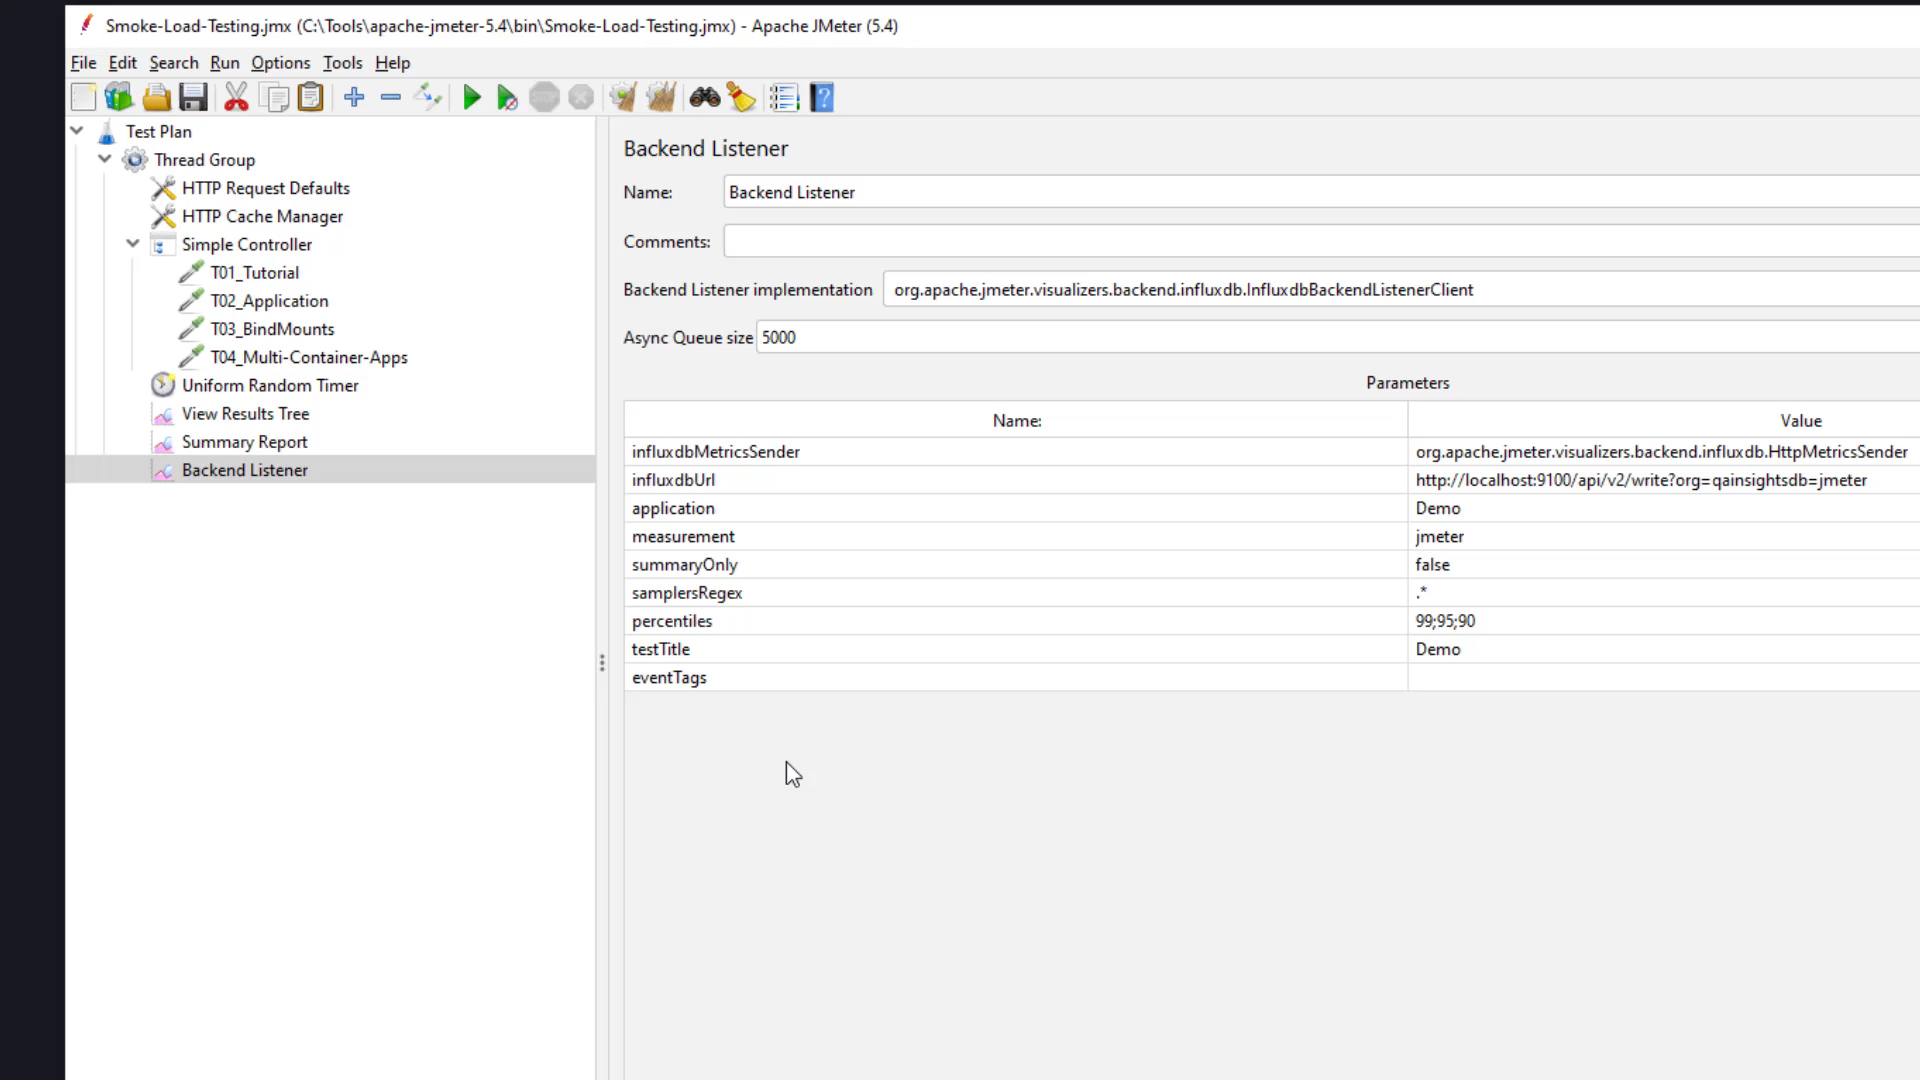 Smoke-Load-Testing.jmx (C:\Tools\apache-jmeter-5.4\bin\Smoke-Load-Testing.jmx) - Apache JMeter (5.4)
File Edit Search Run Options Tools Help
Test Plan
Thread Group
HTTP Request Defaults
HTTP Cache Manager
Simple Controller
T01_Tutorial
T02_Application
T03_BindMounts
T04_Multi-Container-Apps
Uniform Random Timer
View Results Tree
Summary Report
Backend Listener
Backend Listener
Name: Backend Listener
Comments:
Backend Listener implementation org.apache.jmeter.visualizers.backend.influxdb.InfluxdbBackendListenerClient
Async Queue size 5000
Parameters
Name: Value
influxdbMetricsSender org.apache.jmeter.visualizers.backend.influxdb.HttpMetricsSender
influxdbUrl http://localhost:9100/api/v2/write?org=qainsightsdb=jmeter
application Demo
measurement jmeter
summaryOnly false
samplersRegex .*
percentiles 99;95;90
testTitle Demo
eventTags